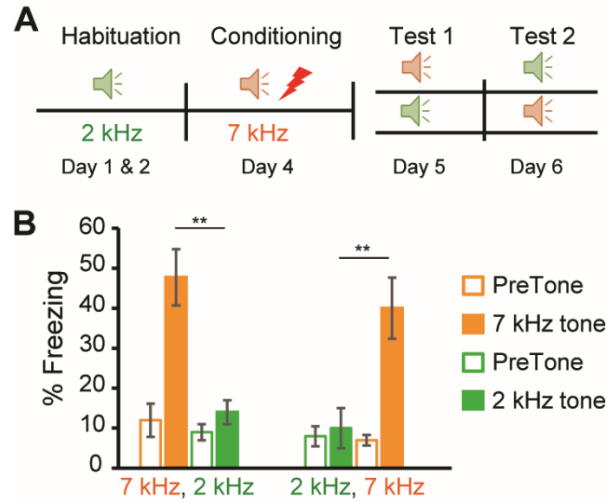 A
Habituation Conditioning Test 1 Test 2
2 kHz 7 kHz
Day 1 & 2 Day 4 Day 5 Day 6
B
% Freezing
60
50
40
30
20
10
0
** **
7 kHz, 2 kHz 2 kHz, 7 kHz
PreTone
7 kHz tone
PreTone
2 kHz tone